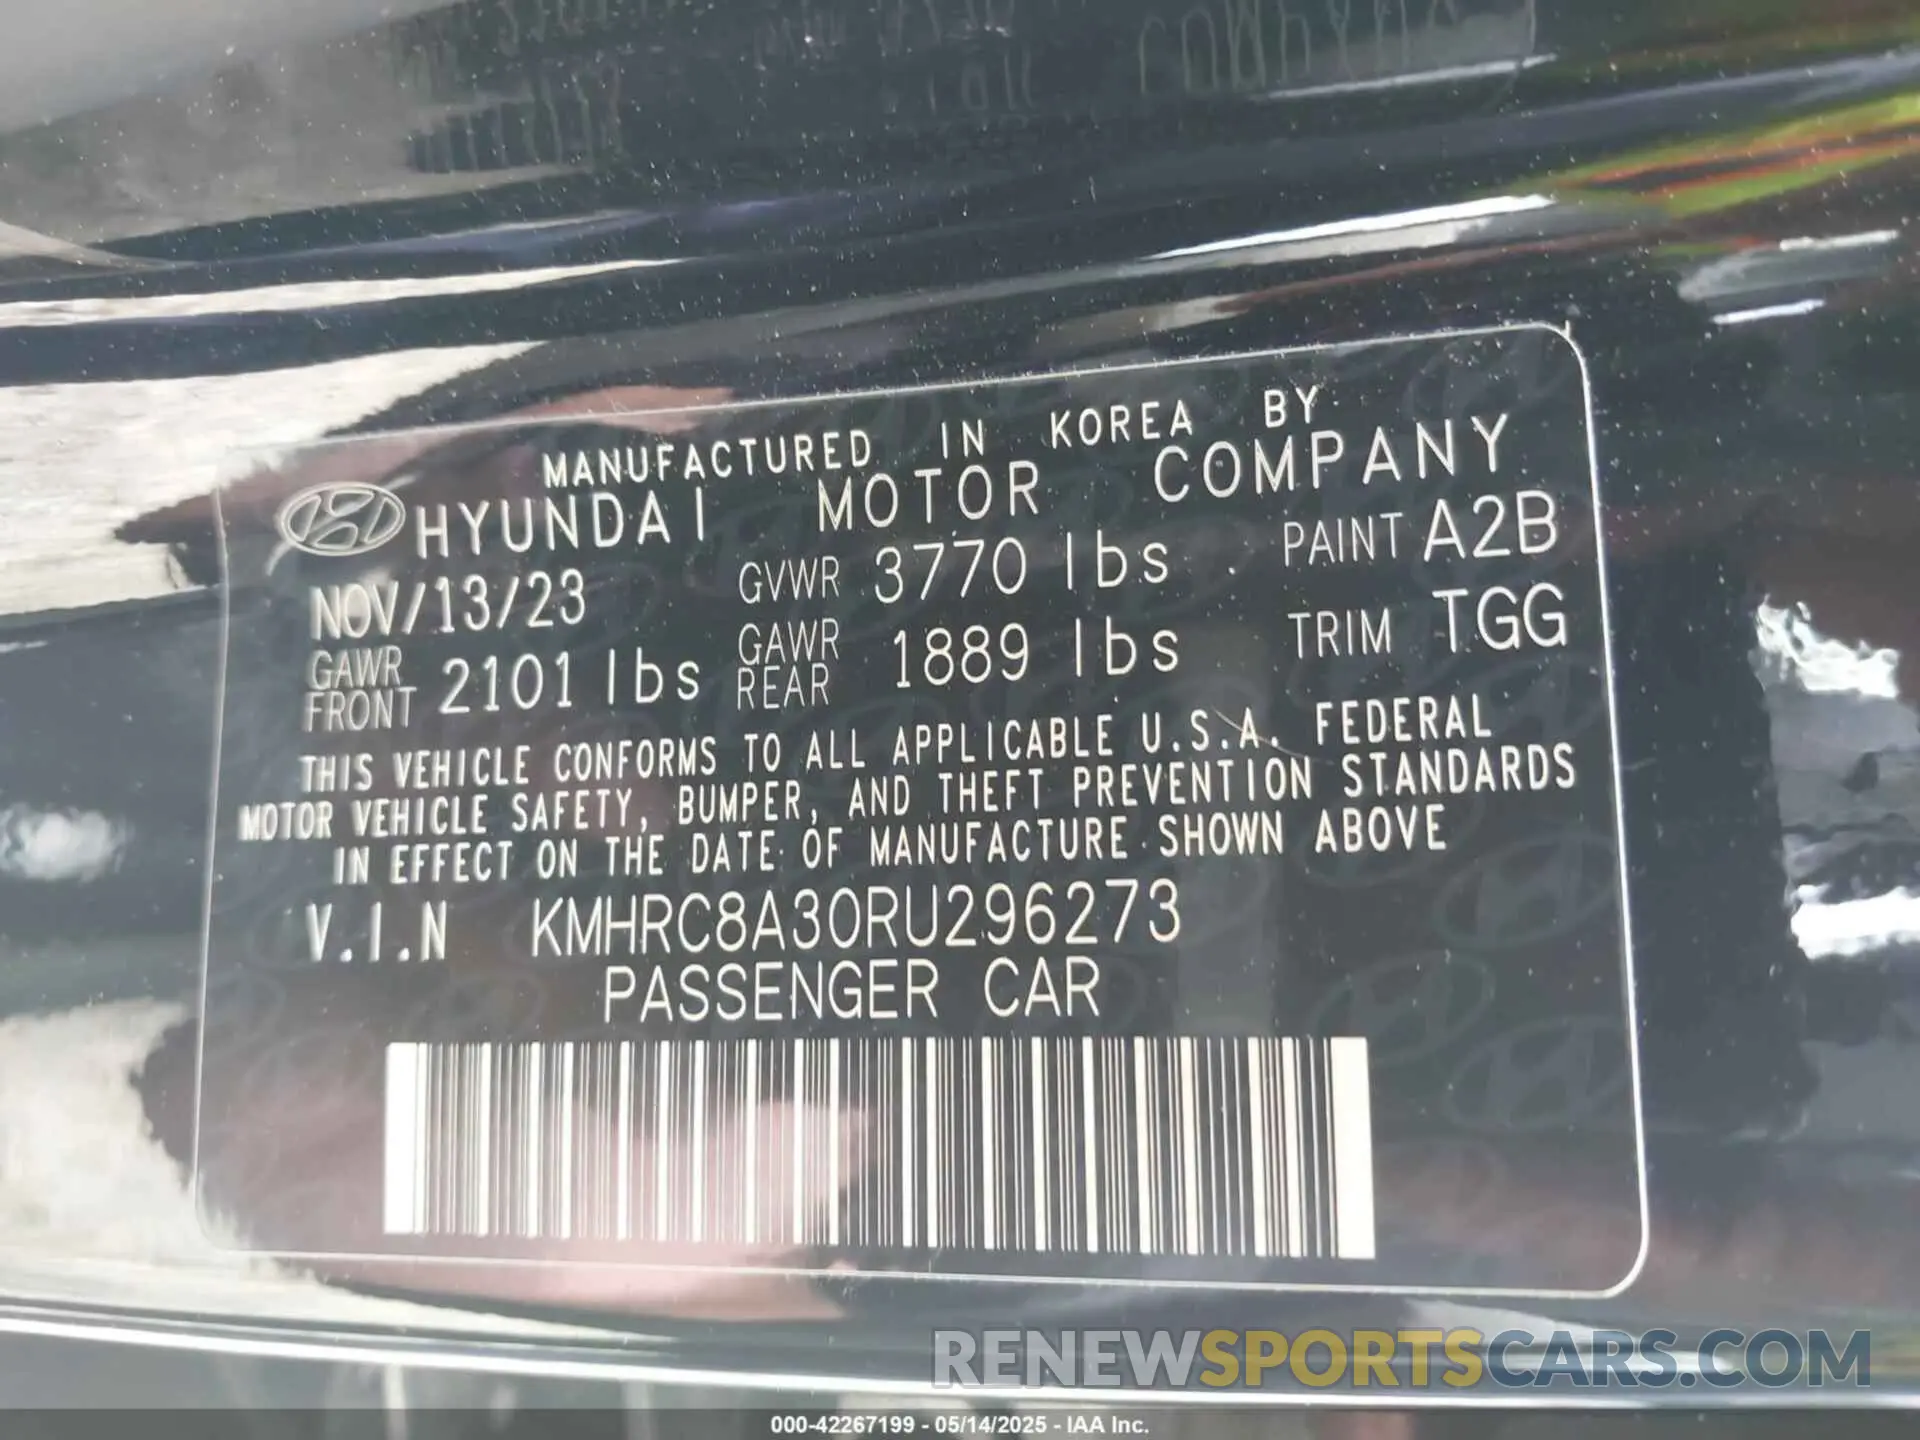 MANUFACTURED IN KOREA BY
HYUNDAI MOTOR COMPANY
NOV/13/23 GVWR 3770 lbs PAINT A2B
GAWR FRONT 2101 lbs GAWR REAR 1889 lbs TRIM TGG
THIS VEHICLE CONFORMS TO ALL APPLICABLE U.S.A. FEDERAL
MOTOR VEHICLE SAFETY, BUMPER, AND THEFT PREVENTION STANDARDS
IN EFFECT ON THE DATE OF MANUFACTURE SHOWN ABOVE
V.I.N KMHRC8A30RU296273
PASSENGER CAR
RENEWSPORTSCARS.COM
000-42267199 - 05/14/2025 - IAA Inc.